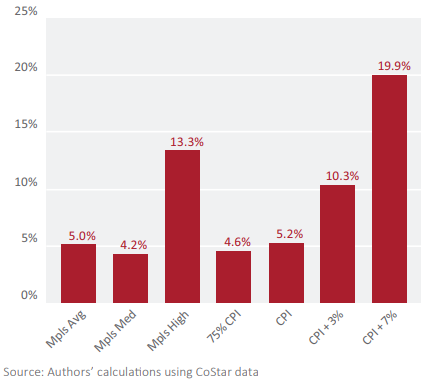 25%
20%
15%
10%
5%
0%
5.0%
4.2%
13.3%
4.6%
5.2%
10.3%
19.9%
Mpls Avg
Mpls Med
Mpls High
75% CPI
CPI
CPI + 3%
CPI + 7%
Source: Authors’ calculations using CoStar data